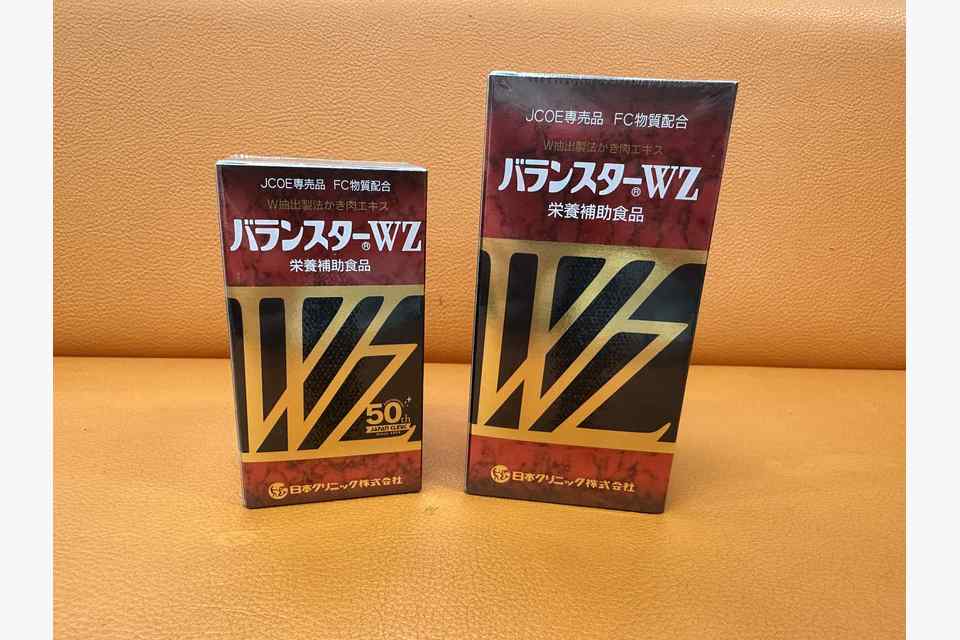 JCOE専売品 FC物質配合
W抽出製法かき肉エキス
バランスター®WZ
栄養補助食品
WZ
50th
JAPAN CLINIC
日本クリニック株式会社
JCOE専売品 FC物質配合
W抽出製法かき肉エキス
バランスター®WZ
栄養補助食品
WZ
日本クリニック株式会社